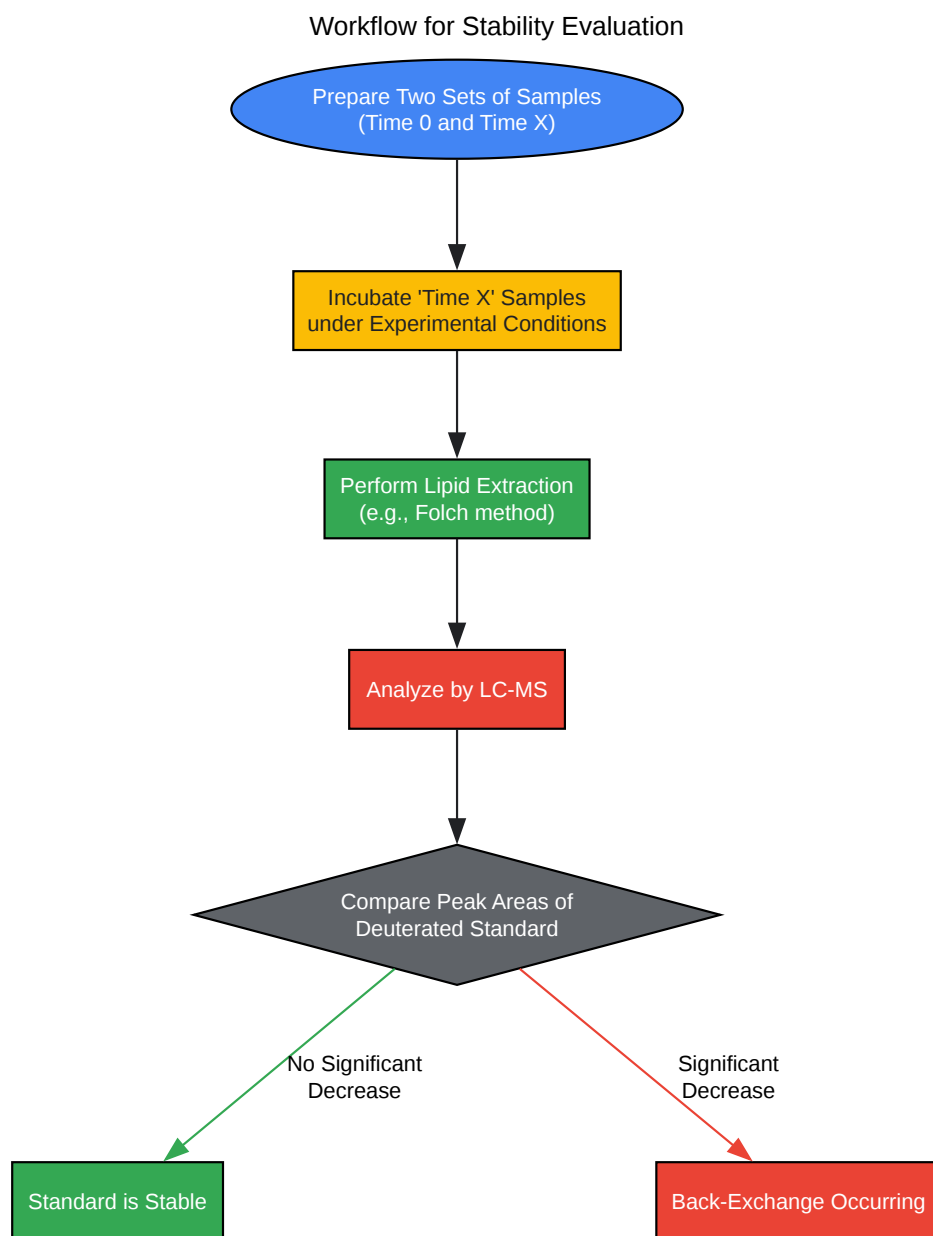 Workflow for Stability Evaluation
Prepare Two Sets of Samples
(Time 0 and Time X)
Incubate 'Time X' Samples
under Experimental Conditions
Perform Lipid Extraction
(e.g., Folch method)
Analyze by LC-MS
Compare Peak Areas of
Deuterated Standard
No Significant
Decrease
Significant
Decrease
Standard is Stable
Back-Exchange Occurring